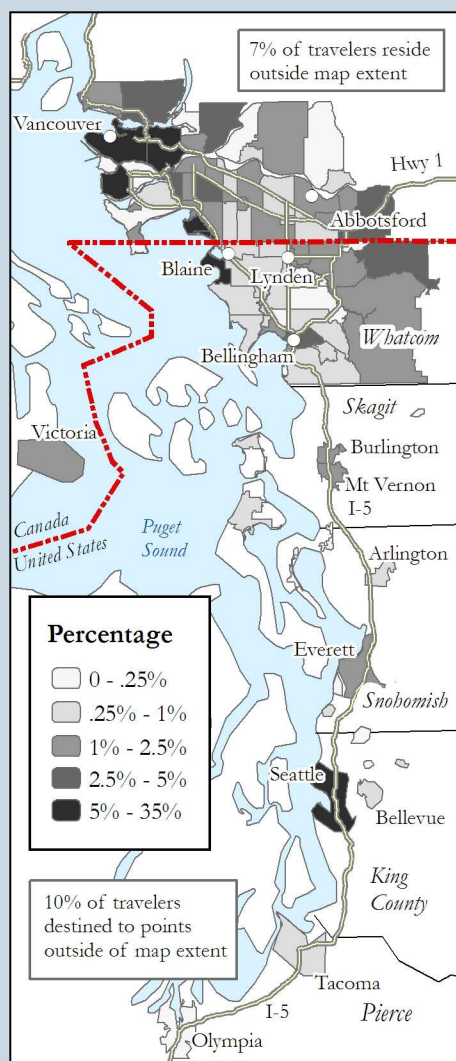 7% of travelers reside
outside map extent
Vancouver
Hwy 1
Abbotsford
Blaine
Lynden
Whatcom
Bellingham
Skagit
Victoria
Burlington
Mt Vernon
I-5
Canada
United States
Puget
Sound
Arlington
Percentage
0 - .25%
.25% - 1%
1% - 2.5%
2.5% - 5%
5% - 35%
Everett
Snohomish
Seattle
Bellevue
King
County
10% of travelers
destined to points
outside of map extent
Tacoma
I-5
Pierce
Olympia